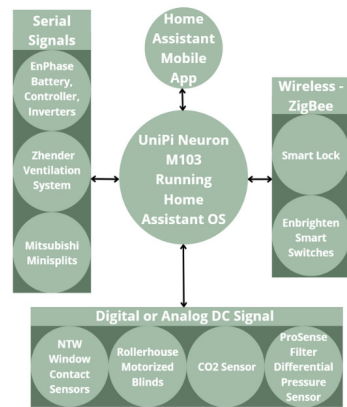 Serial
Signals
EnPhase
Battery,
Controller,
Inverters
Zhender
Ventilation
System
Mitsubishi
Minisplits
Home
Assistant
Mobile
App
UniPi Neuron
M103
Running
Home
Assistant OS
Wireless -
ZigBee
Smart Lock
Enbrighten
Smart
Switches
Digital or Analog DC Signal
NTW
Window
Contact
Sensors
Rollerhouse
Motorized
Blinds
CO2 Sensor
ProSense
Filter
Differential
Pressure
Sensor